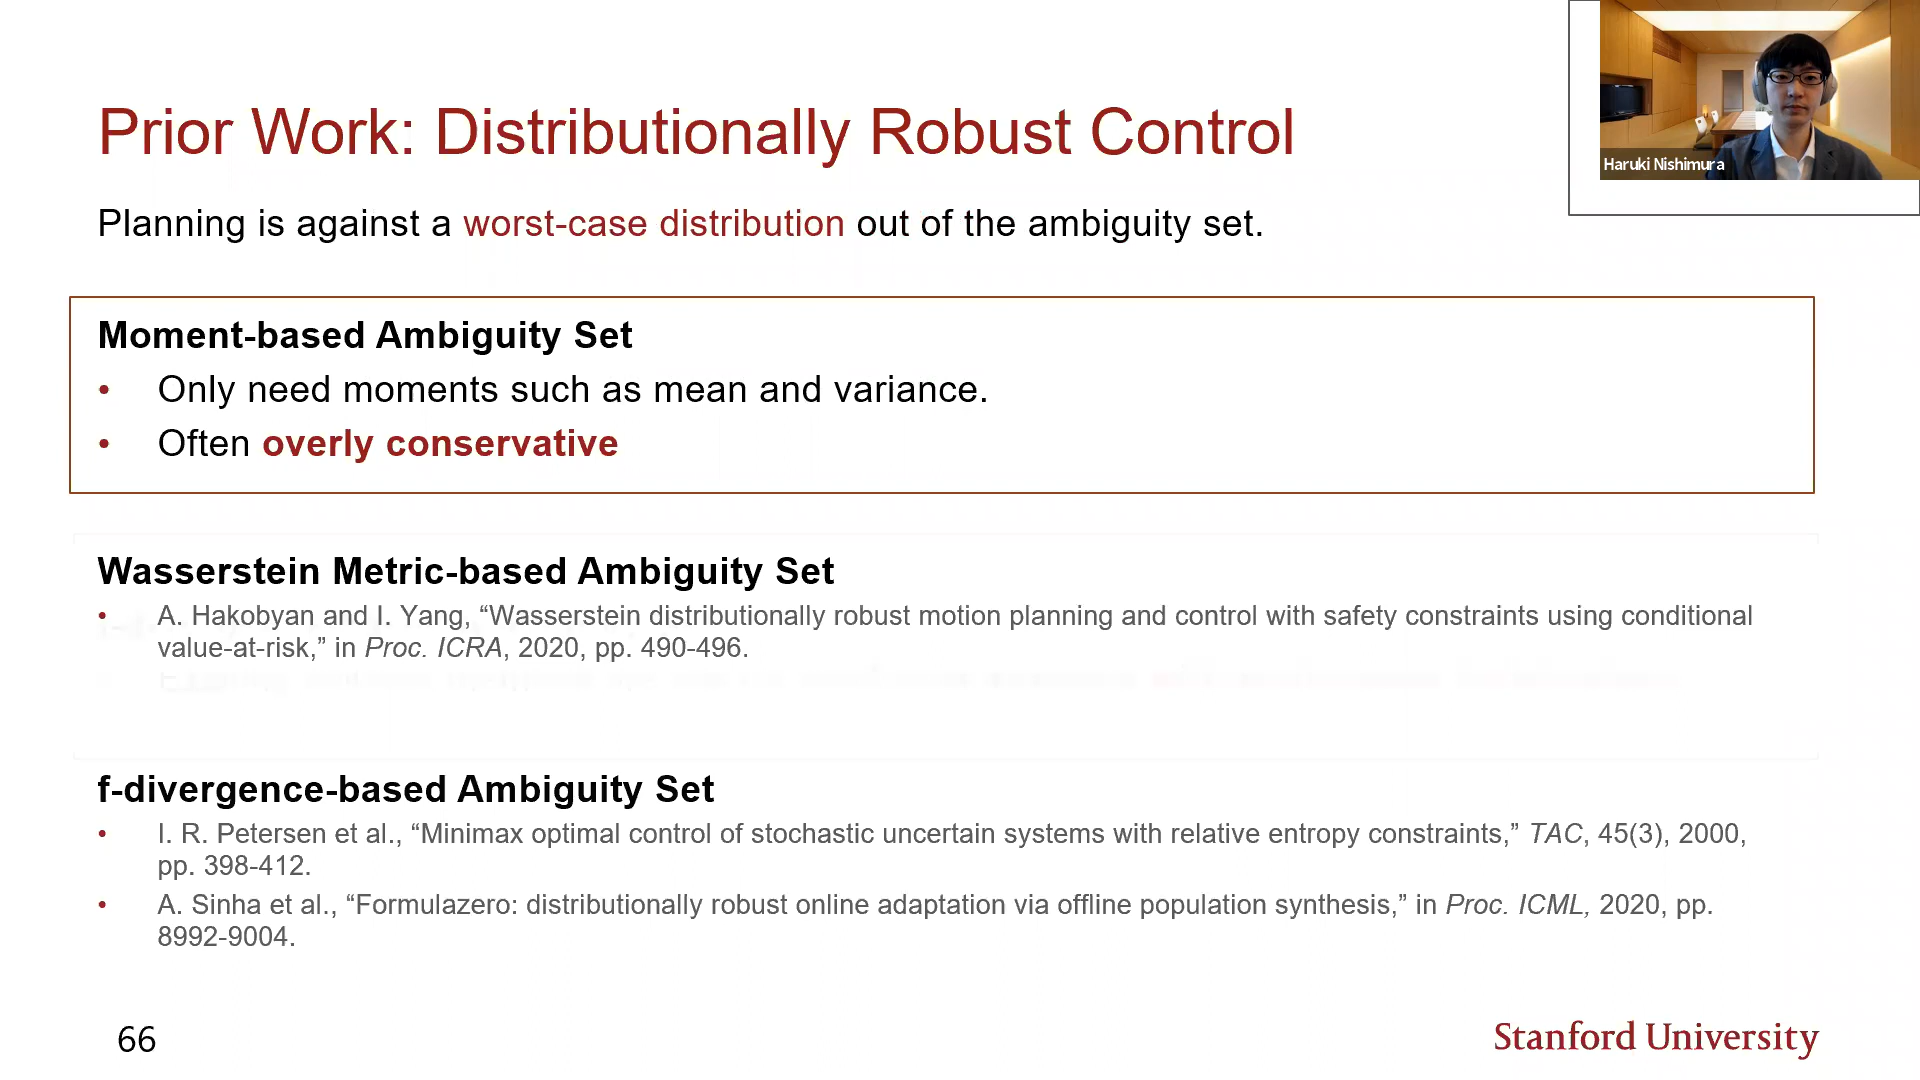 Prior Work: Distributionally Robust Control
Haruki Nishimura
Planning is against a worst-case distribution out of the ambiguity set.
Moment-based Ambiguity Set
• Only need moments such as mean and variance.
• Often overly conservative
Wasserstein Metric-based Ambiguity Set
• A. Hakobyan and I. Yang, “Wasserstein distributionally robust motion planning and control with safety constraints using conditional
value-at-risk,” in Proc. ICRA, 2020, pp. 490-496.
f-divergence-based Ambiguity Set
• I. R. Petersen et al., “Minimax optimal control of stochastic uncertain systems with relative entropy constraints,” TAC, 45(3), 2000,
pp. 398-412.
• A. Sinha et al., “Formulazero: distributionally robust online adaptation via offline population synthesis,” in Proc. ICML, 2020, pp.
8992-9004.
66
Stanford University